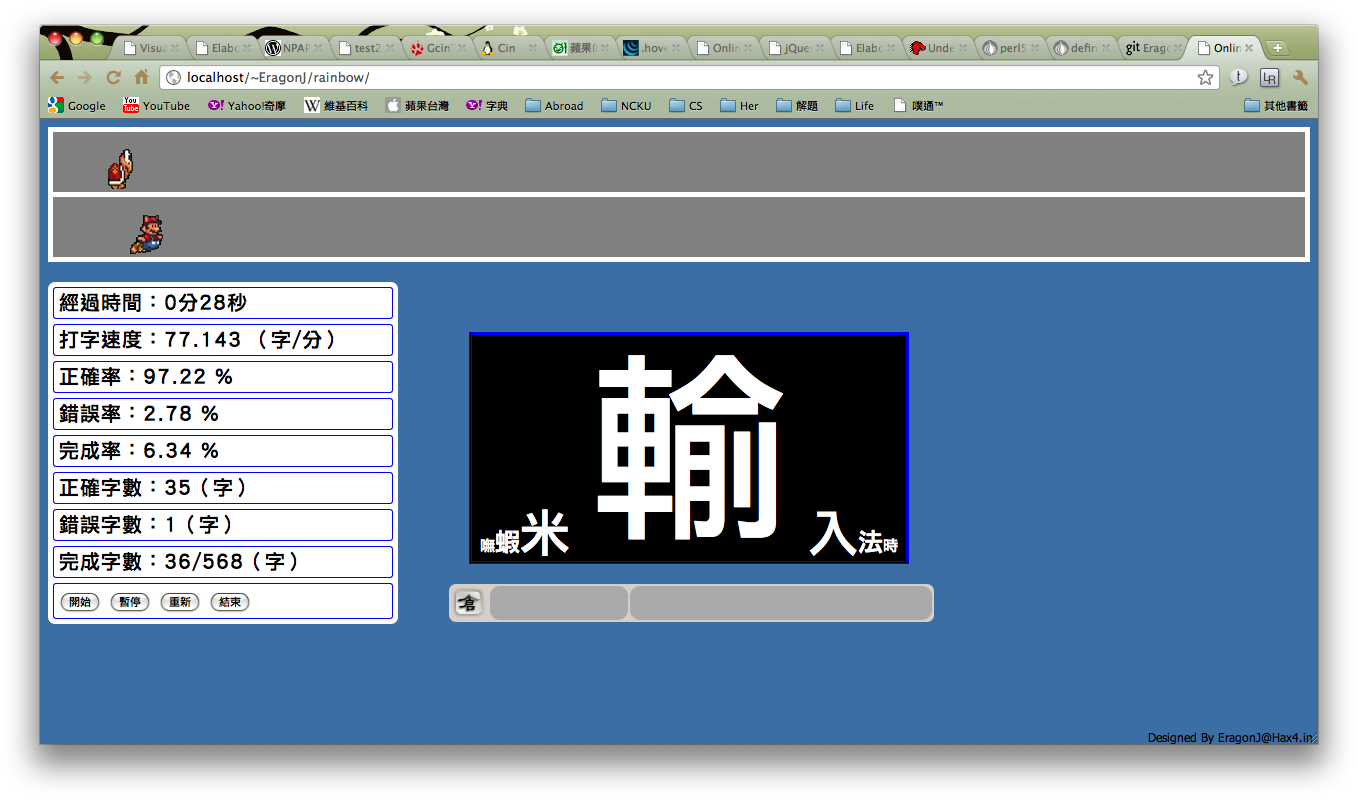 Visua Elabo NPAP test2 GcinT Cin 蘋果 .hove Onlin jQue Elabo Unde perl5 defin git Erago Onlin
localhost/~EragonJ/rainbow/
Google You Tube YouTube Yahoo!奇摩 W 維基百科 蘋果台灣 字典 Abroad NCKU CS Her 解題 Life 噗通™ 其他書籤
經過時間：0分28秒
打字速度：77.143 （字/分）
正確率：97.22 %
錯誤率：2.78 %
完成率：6.34 %
正確字數：35（字）
錯誤字數：1（字）
完成字數：36/568（字）
開始 暫停 重新 結束
嘸蝦米 輸 入法時
倉
Designed By EragonJ@Hax4.in